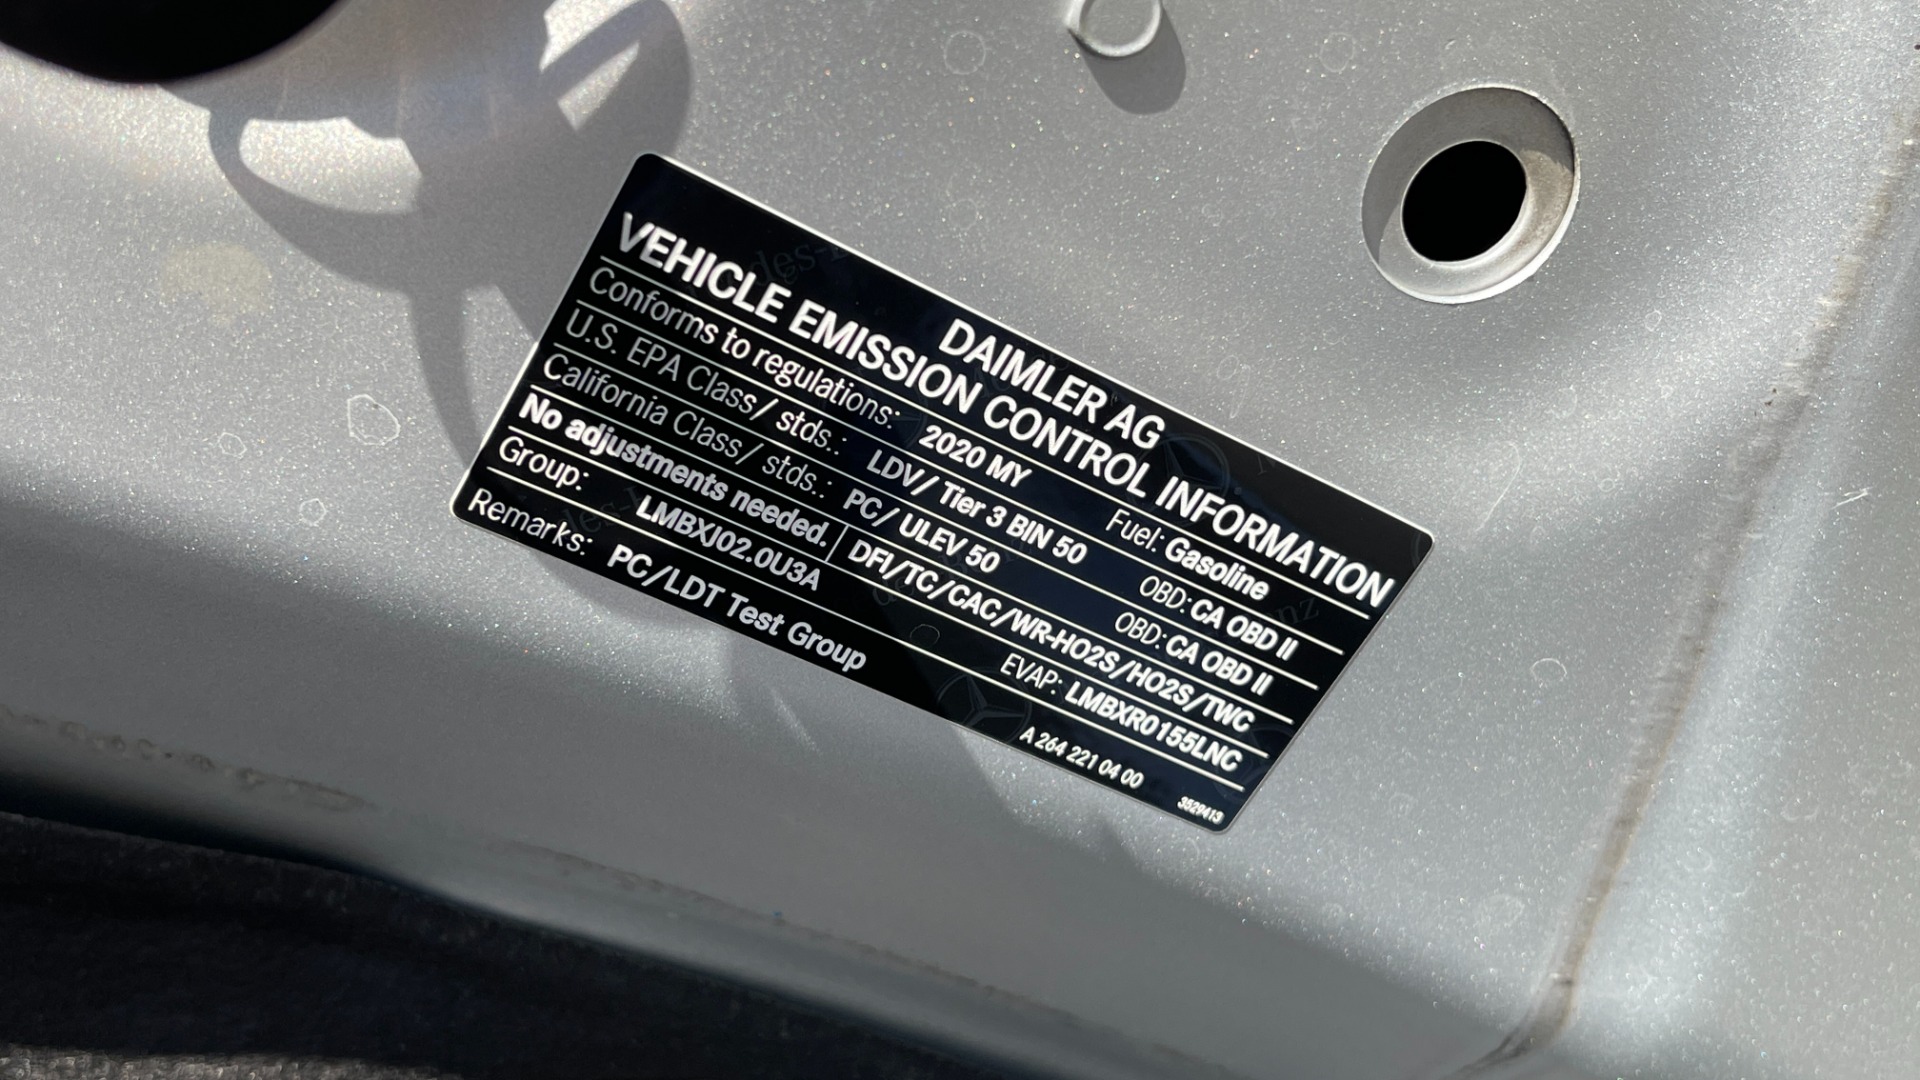 DAIMLER AG
VEHICLE EMISSION CONTROL INFORMATION
Conforms to regulations: 2020 MY Fuel: Gasoline
U.S. EPA Class/ stds.: LDV/ Tier 3 BIN 50 OBD: CA OBD II
California Class/ stds.: PC/ ULEV 50 OBD: CA OBD II
No adjustments needed. DFI/TC/CAC/WR-HO2S/HO2S/TWC
Group: LMBXJ02.0U3A EVAP: LMBXR0155LNC
Remarks: PC/LDT Test Group
A 264 221 04 00
3529413